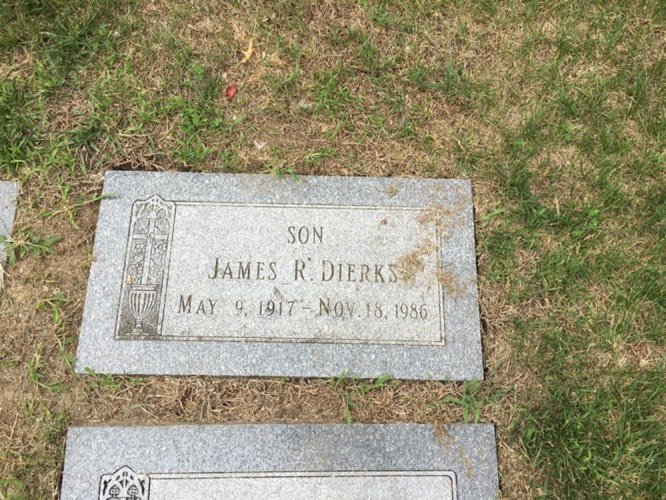 SON
JAMES R. DIERKS
MAY 9, 1917 - NOV. 18, 1986